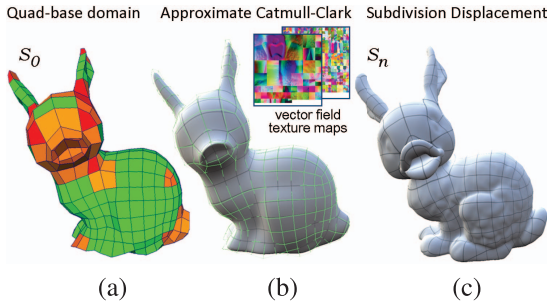 Quad-base domain
Approximate Catmull-Clark
Subdivision Displacement
S0
Sn
vector field
texture maps
(a)
(b)
(c)